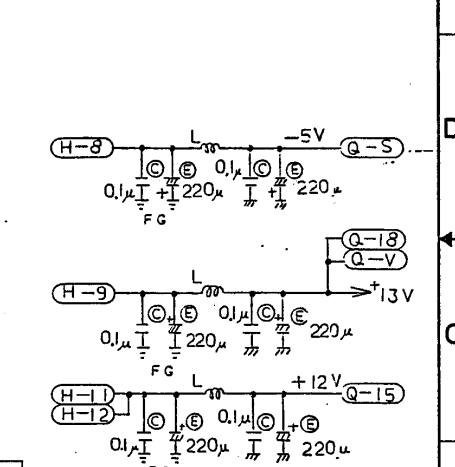 L -5V
H-8 Q-S
D
C E 0.1μ C E
0.1μ + 220μ + 220μ
FG
Q-18
Q-V
L
H-9 +13V
C + E 0.1μ C + E
0.1μ 220μ 220μ
C
FG
L +12V
H-11 Q-15
H-12
C + E 0.1μ C + E
0.1μ 220μ 220μ